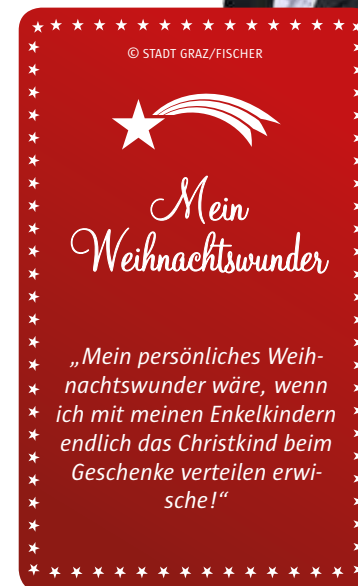 © STADT GRAZ/FISCHER
Mein
Weihnachtswunder
„Mein persönliches Weih-
nachtswunder wäre, wenn
ich mit meinen Enkelkindern
endlich das Christkind beim
Geschenke verteilen erwi-
sche!“